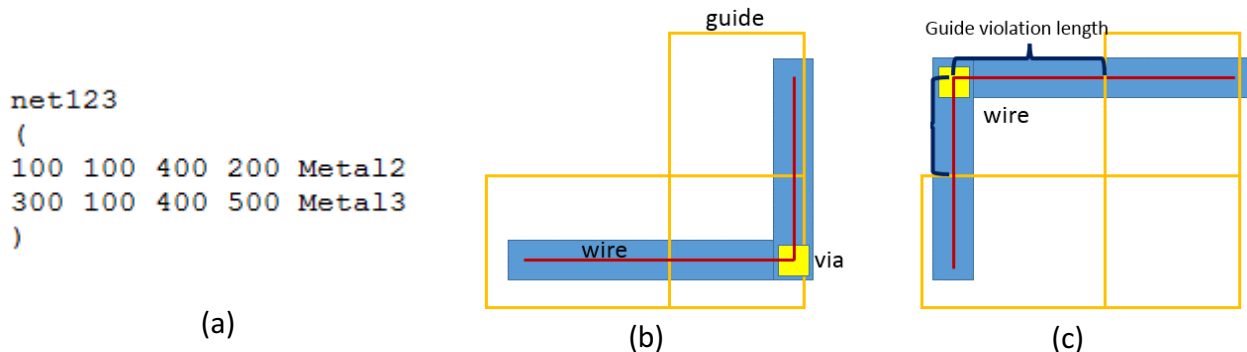 net123
(
100 100 400 200 Metal2
300 100 400 500 Metal3
)
(a)
guide
wire
via
(b)
Guide violation length
wire
(c)